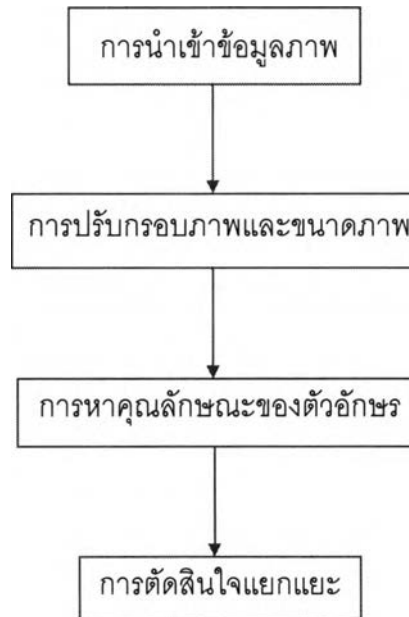 การนำเข้าข้อมูลภาพ
การปรับกรอบภาพและขนาดภาพ
การหาคุณลักษณะของตัวอักษร
การตัดสินใจแยกแยะ